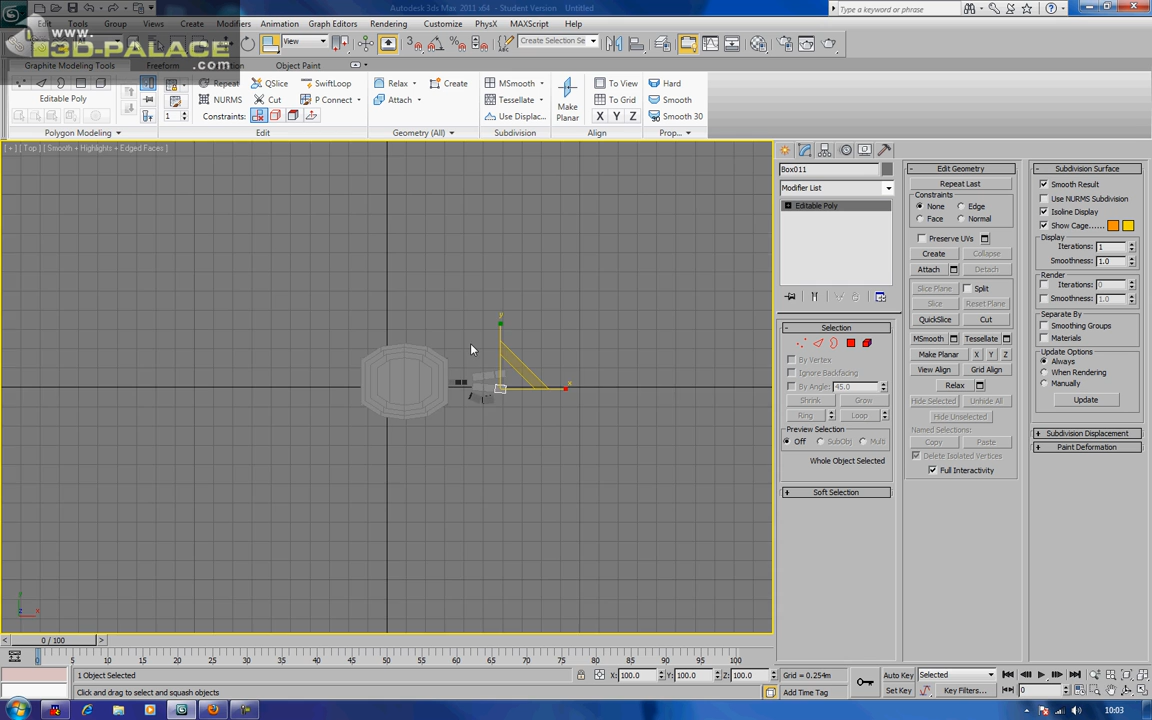 Autodesk 3ds Max 2011 x64 - Student Version    Untitled
Type a keyword or phrase
Edit Tools Group Views Create Modifiers Animation Graph Editors Rendering Customize PhysX MAXScript Help
www.
3D-PALACE
.com
View
Create Selection Se
Graphite Modeling Tools Freeform Object Paint
Editable Poly
Repeat QSlice SwiftLoop
NURMS Cut P Connect
Constraints:
1
Relax Create
Attach
MSmooth
Tessellate
Use Displac...
Make
Planar
To View
To Grid
X Y Z
Hard
Smooth
Smooth 30
Polygon Modeling Edit Geometry (All) Subdivision Align Prop...
[ + ] [ Top ] [ Smooth + Highlights + Edged Faces ]
y
x
y
z x
Box011
Modifier List
Editable Poly
Selection
By Vertex
Ignore Backfacing
By Angle: 45.0
Shrink Grow
Ring Loop
Preview Selection
Off SubObj Multi
Whole Object Selected
Soft Selection
Edit Geometry
Repeat Last
Constraints
None Edge
Face Normal
Preserve UVs
Create Collapse
Attach Detach
Slice Plane Split
Slice Reset Plane
QuickSlice Cut
MSmooth Tessellate
Make Planar X Y Z
View Align Grid Align
Relax
Hide Selected Unhide All
Hide Unselected
Named Selections:
Copy Paste
Delete Isolated Vertices
Full Interactivity
Subdivision Surface
Smooth Result
Use NURMS Subdivision
Isoline Display
Show Cage......
Display
Iterations: 1
Smoothness: 1.0
Render
Iterations: 0
Smoothness: 1.0
Separate By
Smoothing Groups
Materials
Update Options
Always
When Rendering
Manually
Update
Subdivision Displacement
Paint Deformation
0 / 100
0 5 10 15 20 25 30 35 40 45 50 55 60 65 70 75 80 85 90 95 100
1 Object Selected
X: 100.0 Y: 100.0 Z: 100.0
Grid = 0.254m
Auto Key Selected
Click and drag to select and squash objects
Add Time Tag
Set Key Key Filters...
0
10:03